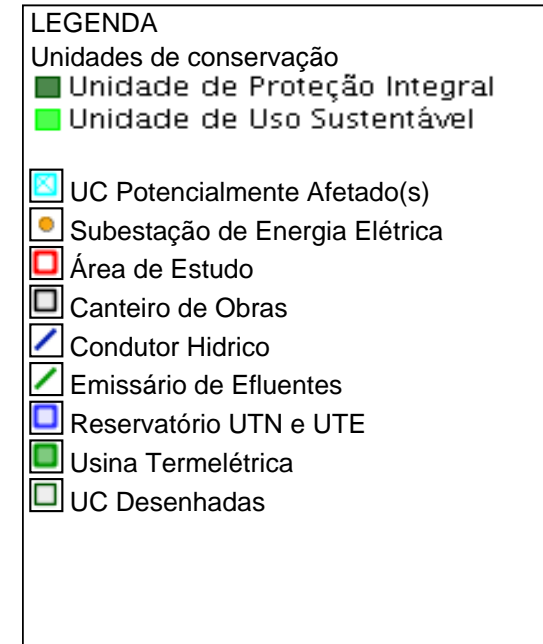 LEGENDA
Unidades de conservação
Unidade de Proteção Integral
Unidade de Uso Sustentável
UC Potencialmente Afetado(s)
Subestação de Energia Elétrica
Área de Estudo
Canteiro de Obras
Condutor Hidrico
Emissário de Efluentes
Reservatório UTN e UTE
Usina Termelétrica
UC Desenhadas